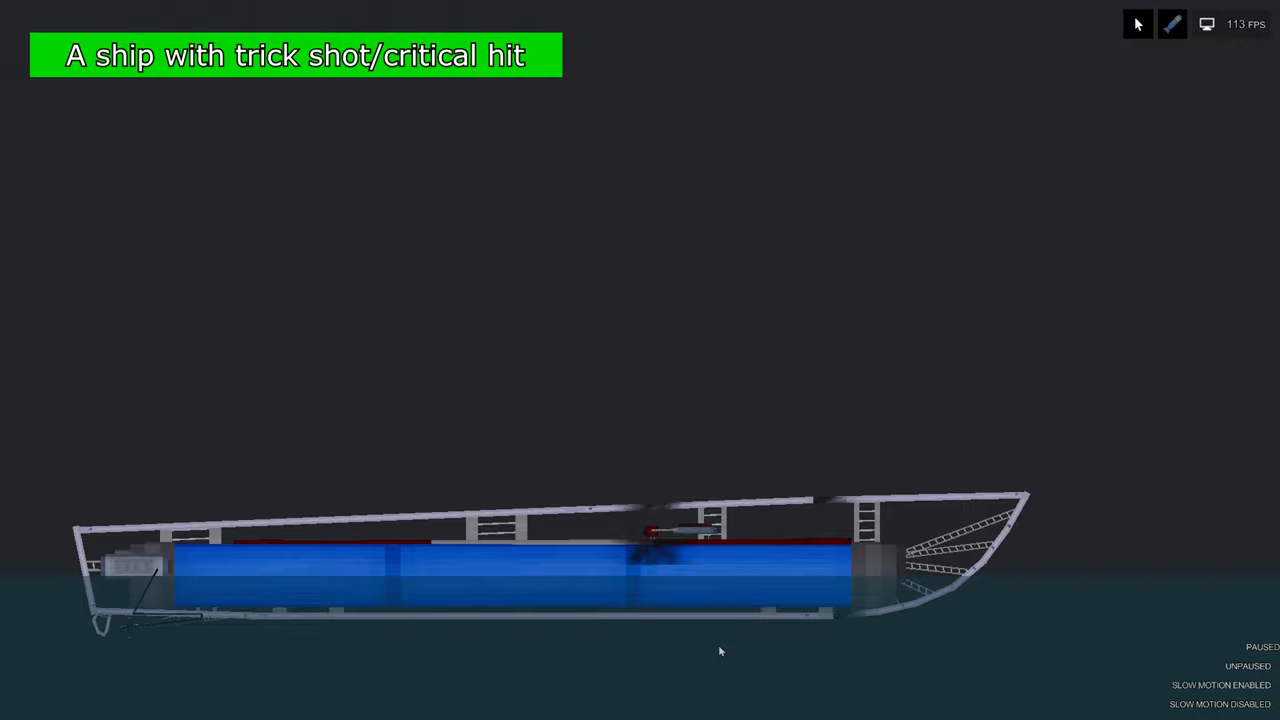 113 FPS
A ship with trick shot/critical hit
PAUSED
UNPAUSED
SLOW MOTION ENABLED
SLOW MOTION DISABLED